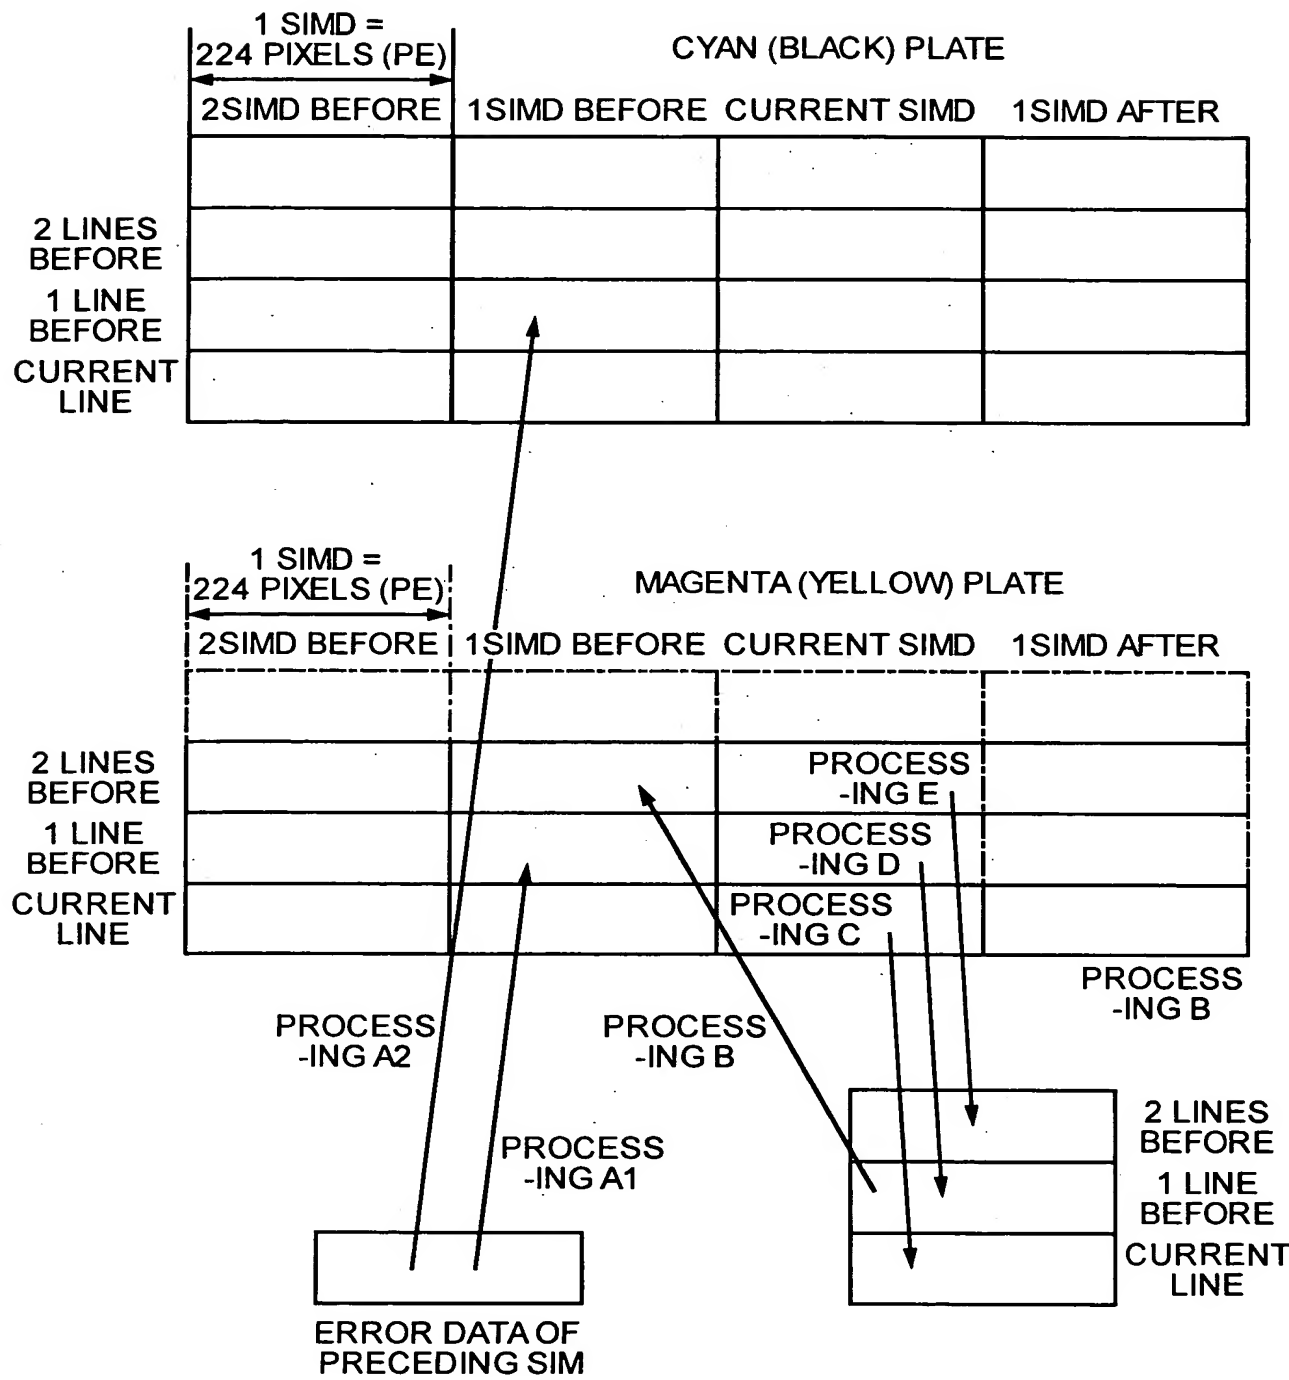 1 SIMD =
224 PIXELS (PE)
CYAN (BLACK) PLATE
2SIMD BEFORE
1SIMD BEFORE
CURRENT SIMD
1SIMD AFTER
2 LINES
BEFORE
1 LINE
BEFORE
CURRENT
LINE
1 SIMD =
224 PIXELS (PE)
MAGENTA (YELLOW) PLATE
2SIMD BEFORE
1SIMD BEFORE
CURRENT SIMD
1SIMD AFTER
2 LINES
BEFORE
1 LINE
BEFORE
CURRENT
LINE
PROCESS
-ING E
PROCESS
-ING D
PROCESS
-ING C
PROCESS
-ING B
PROCESS
-ING A2
PROCESS
-ING B
PROCESS
-ING A1
2 LINES
BEFORE
1 LINE
BEFORE
CURRENT
LINE
ERROR DATA OF
PRECEDING SIM